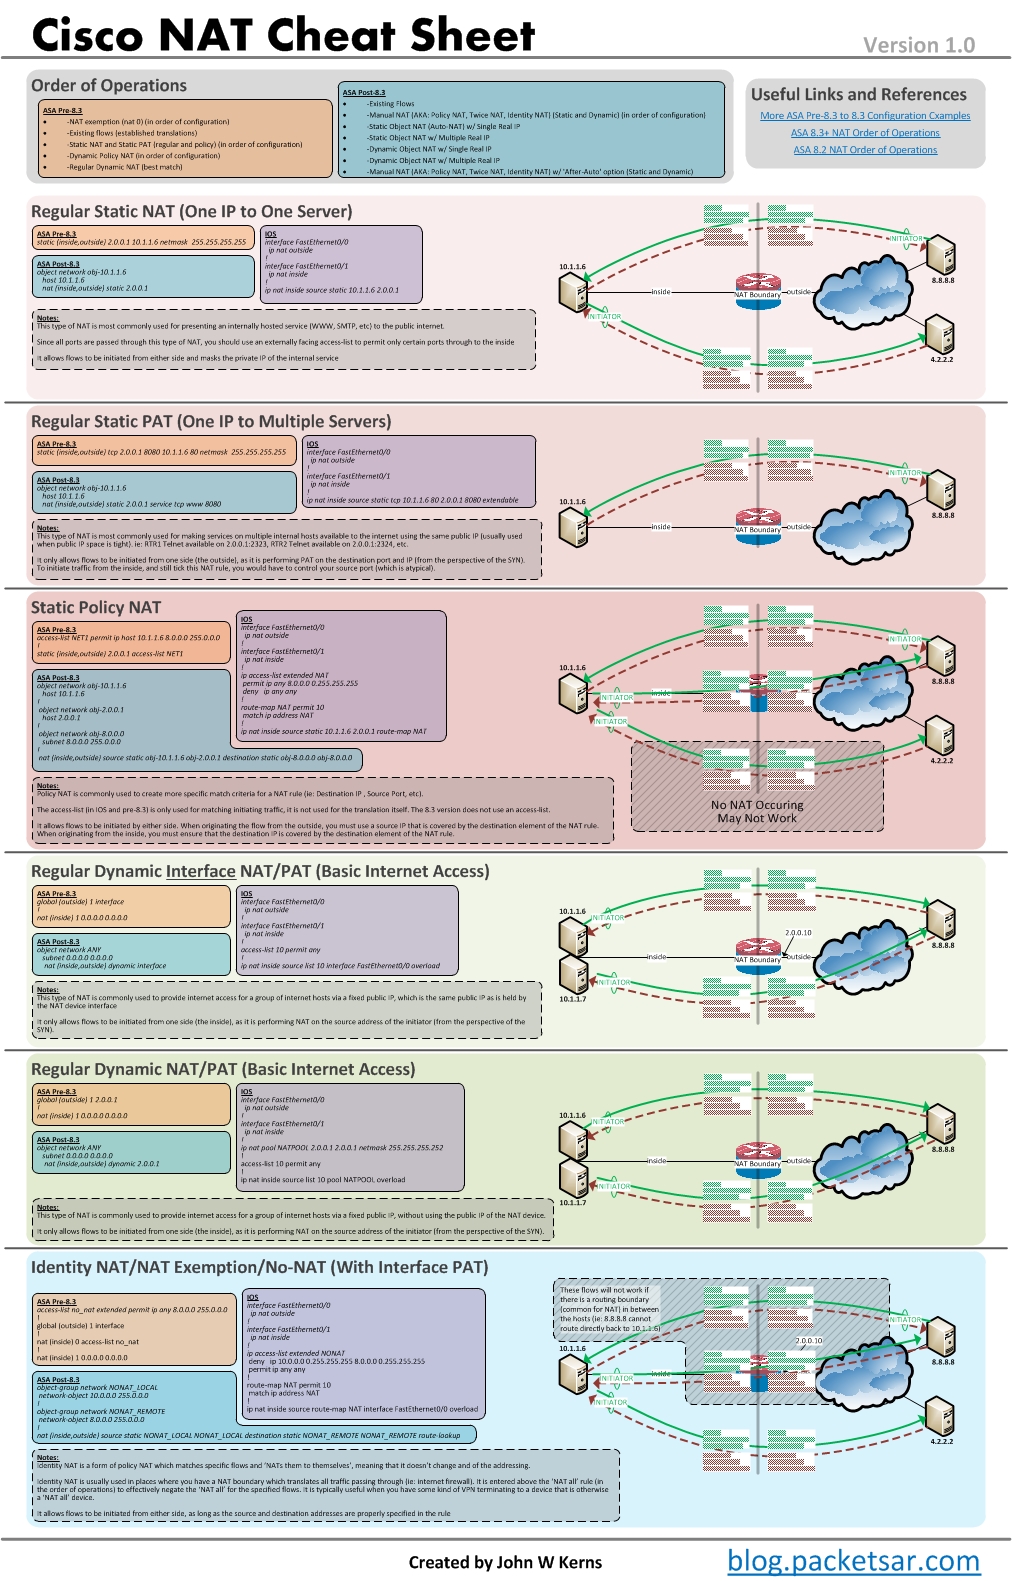 Cisco NAT Cheat Sheet
Version 1.0
Order of Operations
ASA Pre-8.3
-NAT exemption (nat 0) (in order of configuration)
-Existing flows (established translations)
-Static NAT and Static PAT (regular and policy) (in order of configuration)
-Dynamic Policy NAT (in order of configuration)
-Regular Dynamic NAT (best match)
ASA Post-8.3
-Existing Flows
-Manual NAT (AKA: Policy NAT, Twice NAT, Identity NAT) (Static and Dynamic) (in order of configuration)
-Static Object NAT (Auto-NAT) w/ Single Real IP
-Static Object NAT w/ Multiple Real IP
-Dynamic Object NAT w/ Single Real IP
-Dynamic Object NAT w/ Multiple Real IP
-Manual NAT (AKA: Policy NAT, Twice NAT, Identity NAT) w/ 'After-Auto' option (Static and Dynamic)
Useful Links and References
More ASA Pre-8.3 to 8.3 Configuration Cxamples
ASA 8.3+ NAT Order of Operations
ASA 8.2 NAT Order of Operations
Regular Static NAT (One IP to One Server)
ASA Pre-8.3
static (inside,outside) 2.0.0.1 10.1.1.6 netmask 255.255.255.255
ASA Post-8.3
object network obj-10.1.1.6
host 10.1.1.6
nat (inside,outside) static 2.0.0.1
IOS
interface FastEthernet0/0
ip nat outside
!
interface FastEthernet0/1
ip nat inside
!
ip nat inside source static 10.1.1.6 2.0.0.1
Notes:
This type of NAT is most commonly used for presenting an internally hosted service (WWW, SMTP, etc) to the public internet.
Since all ports are passed through this type of NAT, you should use an externally facing access-list to permit only certain ports through to the inside
It allows flows to be initiated from either side and masks the private IP of the internal service
10.1.1.6
INITIATOR
inside
NAT Boundary
outside
INITIATOR
8.8.8.8
4.2.2.2
Regular Static PAT (One IP to Multiple Servers)
ASA Pre-8.3
static (inside,outside) tcp 2.0.0.1 8080 10.1.1.6 80 netmask 255.255.255.255
ASA Post-8.3
object network obj-10.1.1.6
host 10.1.1.6
nat (inside,outside) static 2.0.0.1 service tcp www 8080
IOS
interface FastEthernet0/0
ip nat outside
!
interface FastEthernet0/1
ip nat inside
!
ip nat inside source static tcp 10.1.1.6 80 2.0.0.1 8080 extendable
Notes:
This type of NAT is most commonly used for making services on multiple internal hosts available to the internet using the same public IP (usually used
when public IP space is tight). ie: RTR1 Telnet available on 2.0.0.1:2323, RTR2 Telnet available on 2.0.0.1:2324, etc.
It only allows flows to be initiated from one side (the outside), as it is performing PAT on the destination port and IP (from the perspective of the SYN).
To initiate traffic from the inside, and still tick this NAT rule, you would have to control your source port (which is atypical).
10.1.1.6
inside
NAT Boundary
outside
INITIATOR
8.8.8.8
Static Policy NAT
ASA Pre-8.3
access-list NET1 permit ip host 10.1.1.6 8.0.0.0 255.0.0.0
!
static (inside,outside) 2.0.0.1 access-list NET1
ASA Post-8.3
object network obj-10.1.1.6
host 10.1.1.6
!
object network obj-2.0.0.1
host 2.0.0.1
!
object network obj-8.0.0.0
subnet 8.0.0.0 255.0.0.0
!
nat (inside,outside) source static obj-10.1.1.6 obj-2.0.0.1 destination static obj-8.0.0.0 obj-8.0.0.0
IOS
interface FastEthernet0/0
ip nat outside
!
interface FastEthernet0/1
ip nat inside
!
ip access-list extended NAT
permit ip any 8.0.0.0 0.255.255.255
deny ip any any
!
route-map NAT permit 10
match ip address NAT
!
ip nat inside source static 10.1.1.6 2.0.0.1 route-map NAT
Notes:
Policy NAT is commonly used to create more specific match criteria for a NAT rule (ie: Destination IP , Source Port, etc).
The access-list (in IOS and pre-8.3) is only used for matching initiating traffic, it is not used for the translation itself. The 8.3 version does not use an access-list.
It allows flows to be initiated by either side. When originating the flow from the outside, you must use a source IP that is covered by the destination element of the NAT rule.
When originating from the inside, you must ensure that the destination IP is covered by the destination element of the NAT rule.
10.1.1.6
INITIATOR
INITIATOR
inside
INITIATOR
8.8.8.8
4.2.2.2
No NAT Occuring
May Not Work
Regular Dynamic Interface NAT/PAT (Basic Internet Access)
ASA Pre-8.3
global (outside) 1 interface
!
nat (inside) 1 0.0.0.0 0.0.0.0
ASA Post-8.3
object network ANY
subnet 0.0.0.0 0.0.0.0
nat (inside,outside) dynamic interface
IOS
interface FastEthernet0/0
ip nat outside
!
interface FastEthernet0/1
ip nat inside
!
access-list 10 permit any
!
ip nat inside source list 10 interface FastEthernet0/0 overload
Notes:
This type of NAT is commonly used to provide internet access for a group of internet hosts via a fixed public IP, which is the same public IP as is held by
the NAT device interface
It only allows flows to be initiated from one side (the inside), as it is performing NAT on the source address of the initiator (from the perspective of the
SYN).
10.1.1.6
INITIATOR
inside
NAT Boundary
2.0.0.10
outside
8.8.8.8
INITIATOR
10.1.1.7
Regular Dynamic NAT/PAT (Basic Internet Access)
ASA Pre-8.3
global (outside) 1 2.0.0.1
!
nat (inside) 1 0.0.0.0 0.0.0.0
ASA Post-8.3
object network ANY
subnet 0.0.0.0 0.0.0.0
nat (inside,outside) dynamic 2.0.0.1
IOS
interface FastEthernet0/0
ip nat outside
!
interface FastEthernet0/1
ip nat inside
!
ip nat pool NATPOOL 2.0.0.1 2.0.0.1 netmask 255.255.255.252
!
access-list 10 permit any
!
ip nat inside source list 10 pool NATPOOL overload
Notes:
This type of NAT is commonly used to provide internet access for a group of internet hosts via a fixed public IP, without using the public IP of the NAT device.
It only allows flows to be initiated from one side (the inside), as it is performing NAT on the source address of the initiator (from the perspective of the SYN).
10.1.1.6
INITIATOR
inside
NAT Boundary
outside
8.8.8.8
INITIATOR
10.1.1.7
Identity NAT/NAT Exemption/No-NAT (With Interface PAT)
ASA Pre-8.3
access-list no_nat extended permit ip any 8.0.0.0 255.0.0.0
!
global (outside) 1 interface
!
nat (inside) 0 access-list no_nat
!
nat (inside) 1 0.0.0.0 0.0.0.0
ASA Post-8.3
object-group network NONAT_LOCAL
network-object 10.0.0.0 255.0.0.0
!
object-group network NONAT_REMOTE
network-object 8.0.0.0 255.0.0.0
!
nat (inside,outside) source static NONAT_LOCAL NONAT_LOCAL destination static NONAT_REMOTE NONAT_REMOTE route-lookup
IOS
interface FastEthernet0/0
ip nat outside
!
interface FastEthernet0/1
ip nat inside
!
ip access-list extended NONAT
deny ip 10.0.0.0 0.255.255.255 8.0.0.0 0.255.255.255
permit ip any any
!
route-map NAT permit 10
match ip address NAT
!
ip nat inside source route-map NAT interface FastEthernet0/0 overload
Notes:
Identity NAT is a form of policy NAT which matches specific flows and 'NATs them to themselves', meaning that it doesn't change and of the addressing.
Identity NAT is usually used in places where you have a NAT boundary which translates all traffic passing through (ie: internet firewall). It is entered above the 'NAT all' rule (in
the order of operations) to effectively negate the 'NAT all' for the specified flows. It is typically useful when you have some kind of VPN terminating to a device that is otherwise
a 'NAT all' device.
It allows flows to be initiated from either side, as long as the source and destination addresses are properly specified in the rule
These flows will not work if
there is a routing boundary
(common for NAT) in between
the hosts (ie: 8.8.8.8 cannot
route directly back to 10.1.1.6)
10.1.1.6
INITIATOR
INITIATOR
inside
2.0.0.10
INITIATOR
8.8.8.8
4.2.2.2
Created by John W Kerns
blog.packetsar.com